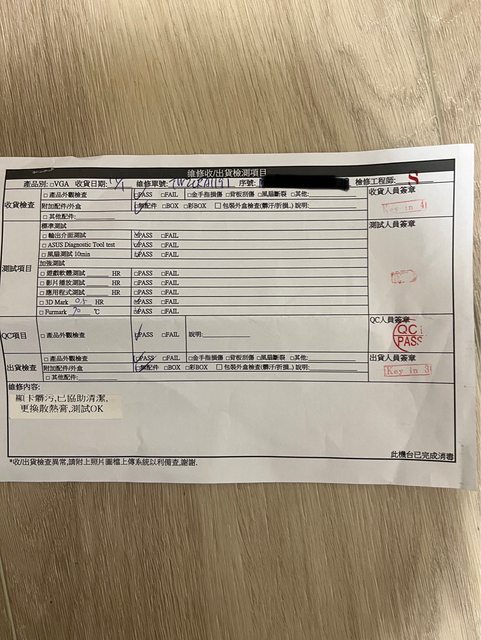 維修收/出貨檢測項目
產品別:□VGA 收貨日期: 維修單號: 序號: 檢修工程師: S
收貨檢查 □產品外觀檢查 □PASS □FAIL □金手指損傷 □背板刮傷 □風扇斷裂 □其他: 收貨人員簽章
附加配件/外盒 □無配件 □BOX □彩BOX □包裝外盒檢查(髒汙/折損..) 說明: Key in
□其他配件:
測試項目 標準測試 測試人員簽章
□輸出介面測試 □PASS □FAIL
□ASUS Diagnostic Tool test □PASS □FAIL
□風扇測試 10min □PASS □FAIL
加強測試
□遊戲軟體測試 HR □PASS □FAIL
□影片播放測試 HR □PASS □FAIL
□應用程式測試 HR □PASS □FAIL
□3D Mark 0.5 HR □PASS □FAIL
□Furmark 70 ℃ □PASS □FAIL
QC項目 □產品外觀檢查 □PASS □FAIL 說明: QC人員簽章
QC
PASS
出貨檢查 □產品外觀檢查 □PASS □FAIL □金手指損傷 □背板刮傷 □風扇斷裂 □其他: 出貨人員簽章
附加配件/外盒 □無配件 □BOX □彩BOX □包裝外盒檢查(髒汙/折損..) 說明: Key in 3
□其他配件:
維修內容:
顯卡髒污,已協助清潔,
更換散熱膏,測試OK
此機台已完成消毒
*收/出貨檢查異常,請附上照片圖檔上傳系統以利備查,謝謝.